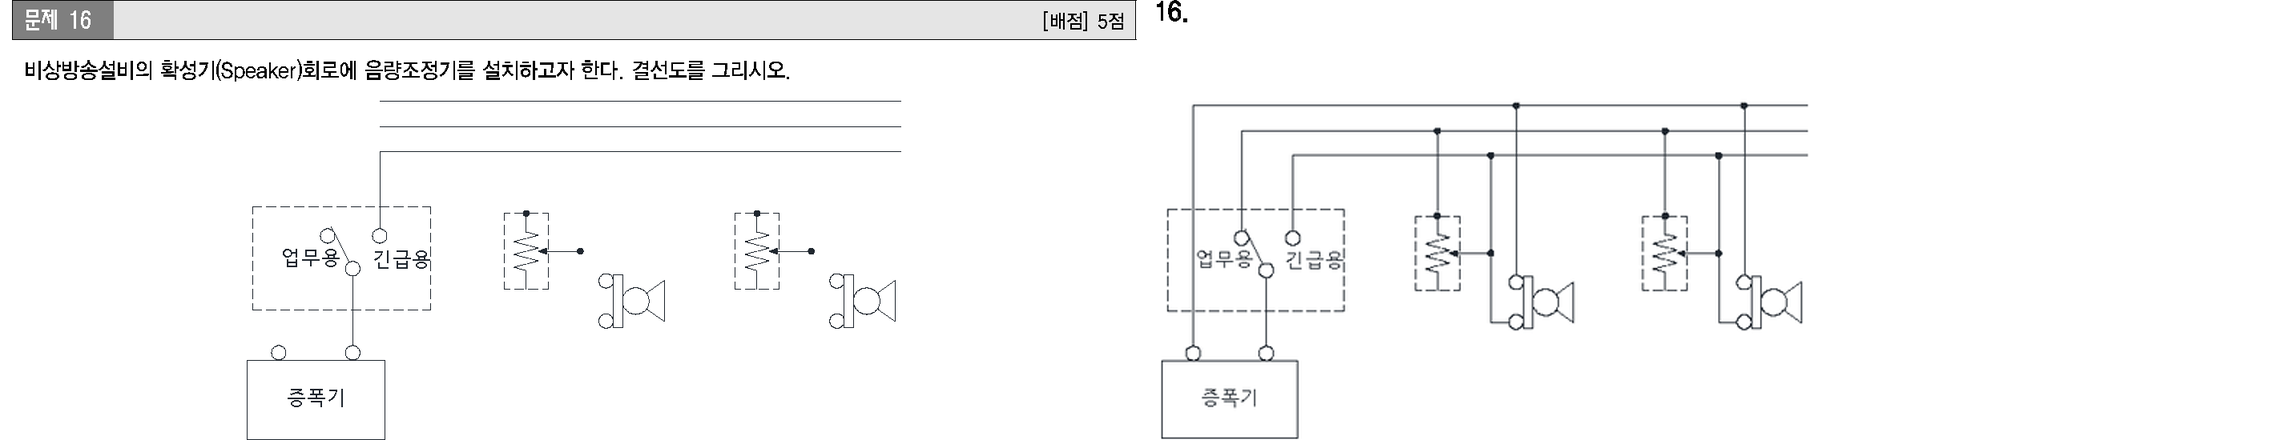 문제 16
[배점] 5점
비상방송설비의 확성기(Speaker)회로에 음량조정기를 설치하고자 한다. 결선도를 그리시오.
업무용
긴급용
증폭기
16.
업무용
긴급용
증폭기